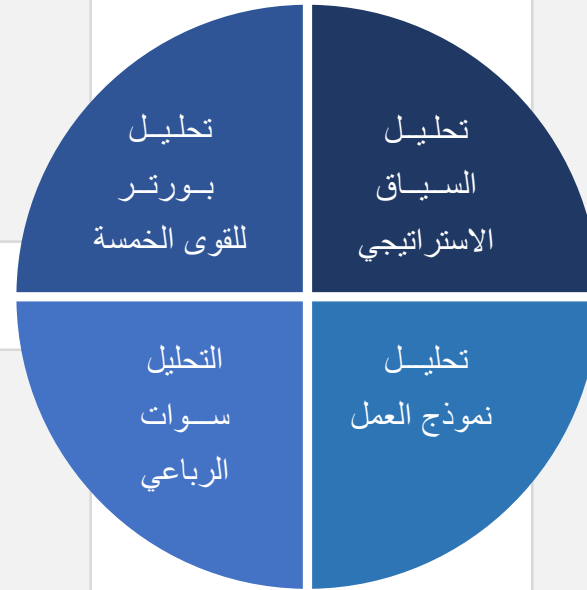 تحليل
السياق
الاستراتيجي
تحليل
بورتر
للقوى الخمسة
تحليل
نموذج العمل
التحليل
سوات
الرباعي